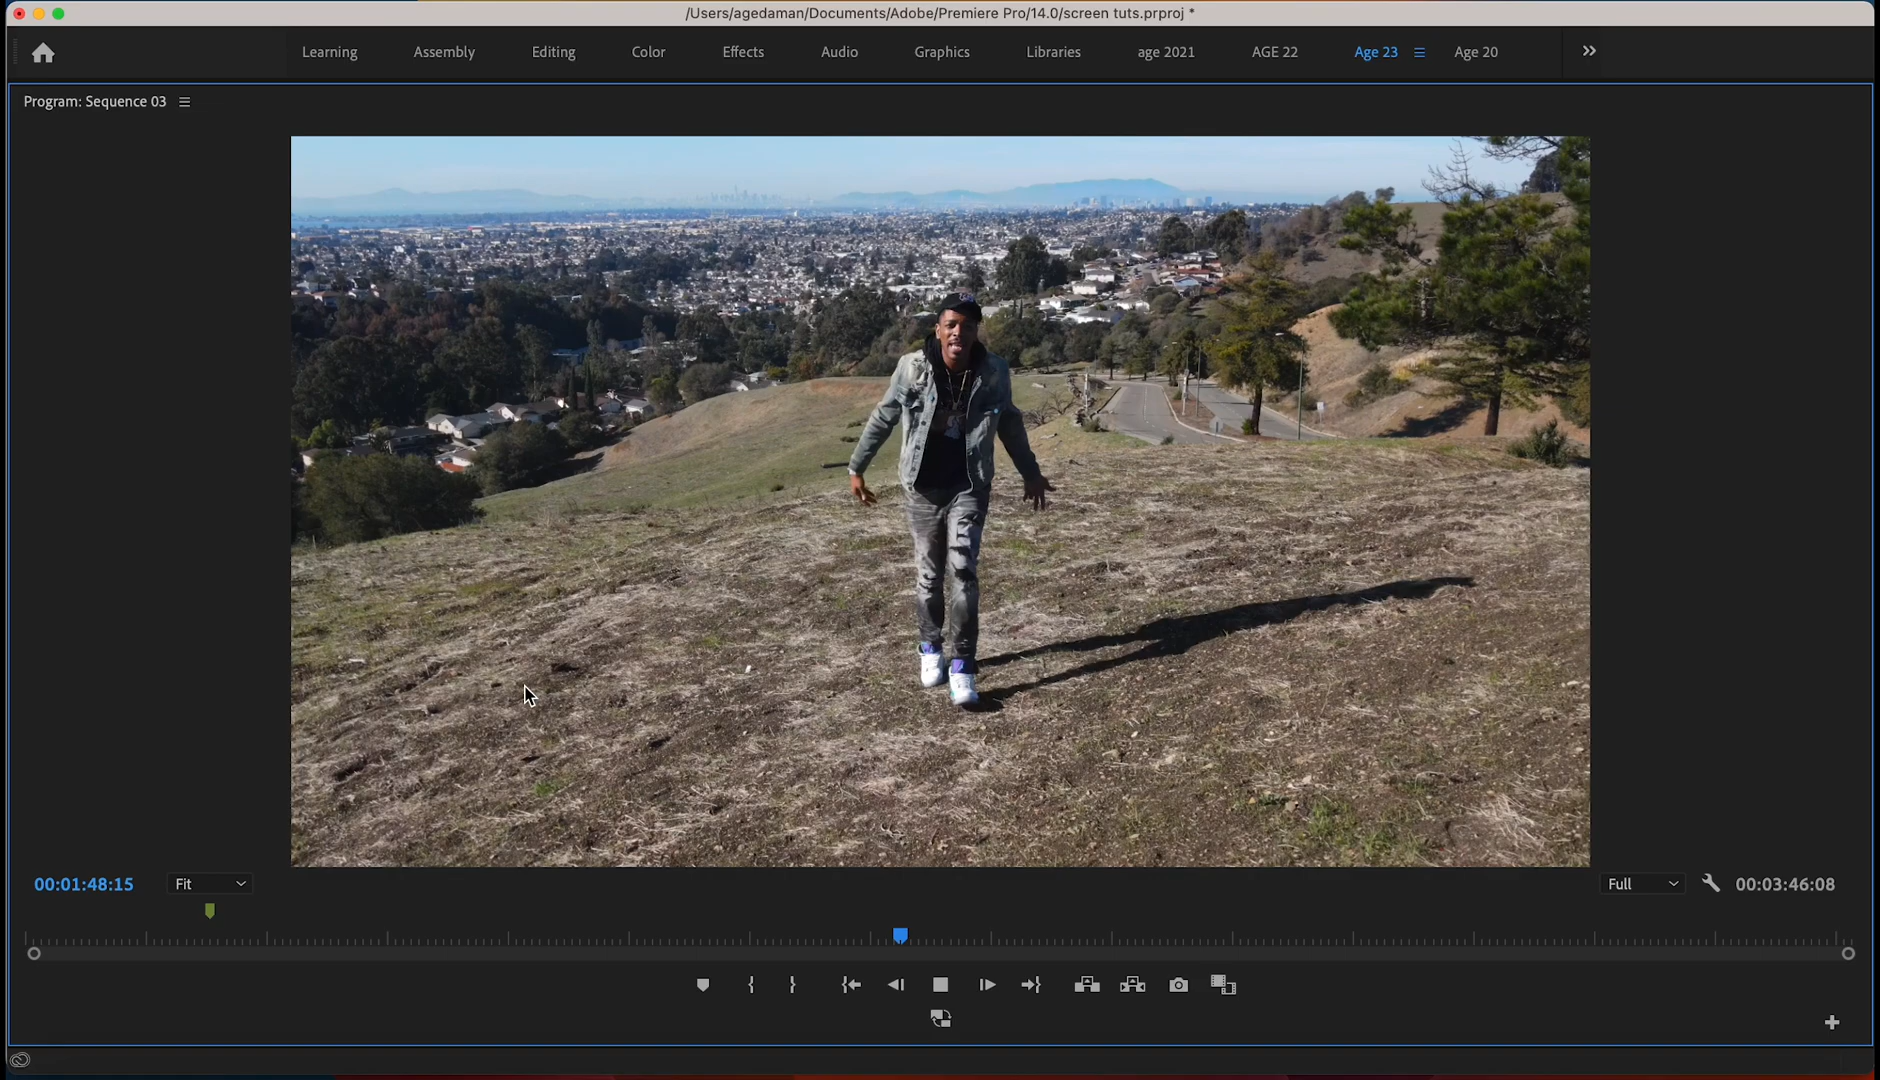 /Users/agedaman/Documents/Adobe/Premiere Pro/14.0/screen tuts.prproj *
Learning Assembly Editing Color Effects Audio Graphics Libraries age 2021 AGE 22 Age 23 Age 20
Program: Sequence 03
00:01:48:15 Fit Full 00:03:46:08